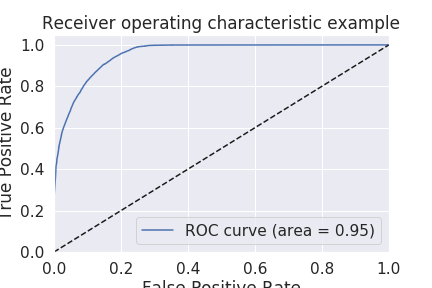 Receiver operating characteristic example
True Positive Rate
1.0
0.8
0.6
0.4
0.2
0.0
ROC curve (area = 0.95)
0.0 0.2 0.4 0.6 0.8 1.0
False Positive Rate